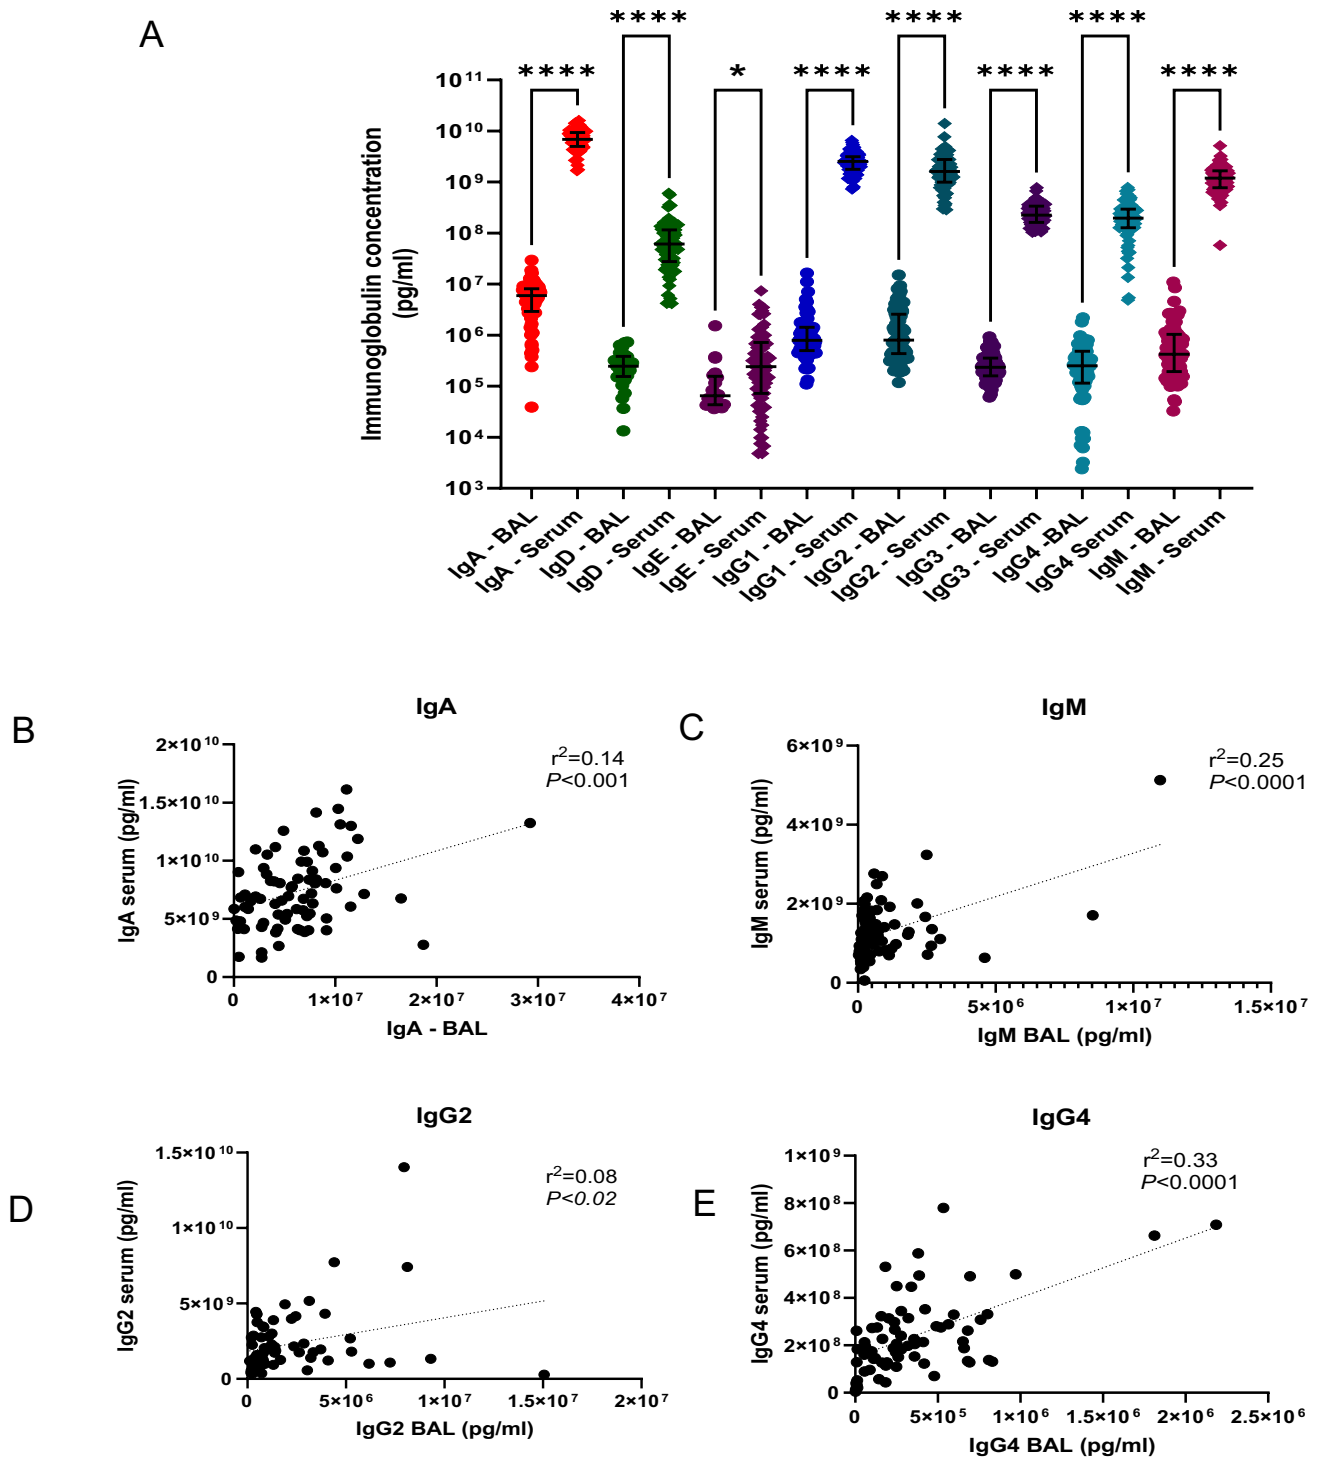 A
**** **** ****
**** * **** **** ****
10¹¹
10¹⁰
10⁹
10⁸
10⁷
10⁶
10⁵
10⁴
10³
Immunoglobulin concentration
(pg/ml)
IgA - BAL
IgA - Serum
IgD - BAL
IgD - Serum
IgE - BAL
IgE - Serum
IgG1 - BAL
IgG1 - Serum
IgG2 - BAL
IgG2 - Serum
IgG3 - BAL
IgG3 - Serum
IgG4 -BAL
IgG4 Serum
IgM - BAL
IgM - Serum
B
IgA
r²=0.14
P<0.001
2×10¹⁰
1.5×10¹⁰
1×10¹⁰
5×10⁹
0
IgA serum (pg/ml)
0 1×10⁷ 2×10⁷ 3×10⁷ 4×10⁷
IgA - BAL
C
IgM
r²=0.25
P<0.0001
6×10⁹
4×10⁹
2×10⁹
0
IgM serum (pg/ml)
0 5×10⁶ 1×10⁷ 1.5×10⁷
IgM BAL (pg/ml)
D
IgG2
r²=0.08
P<0.02
1.5×10¹⁰
1×10¹⁰
5×10⁹
0
IgG2 serum (pg/ml)
0 5×10⁶ 1×10⁷ 1.5×10⁷ 2×10⁷
IgG2 BAL (pg/ml)
E
IgG4
r²=0.33
P<0.0001
1×10⁹
8×10⁸
6×10⁸
4×10⁸
2×10⁸
0
IgG4 serum (pg/ml)
0 5×10⁵ 1×10⁶ 1.5×10⁶ 2×10⁶ 2.5×10⁶
IgG4 BAL (pg/ml)